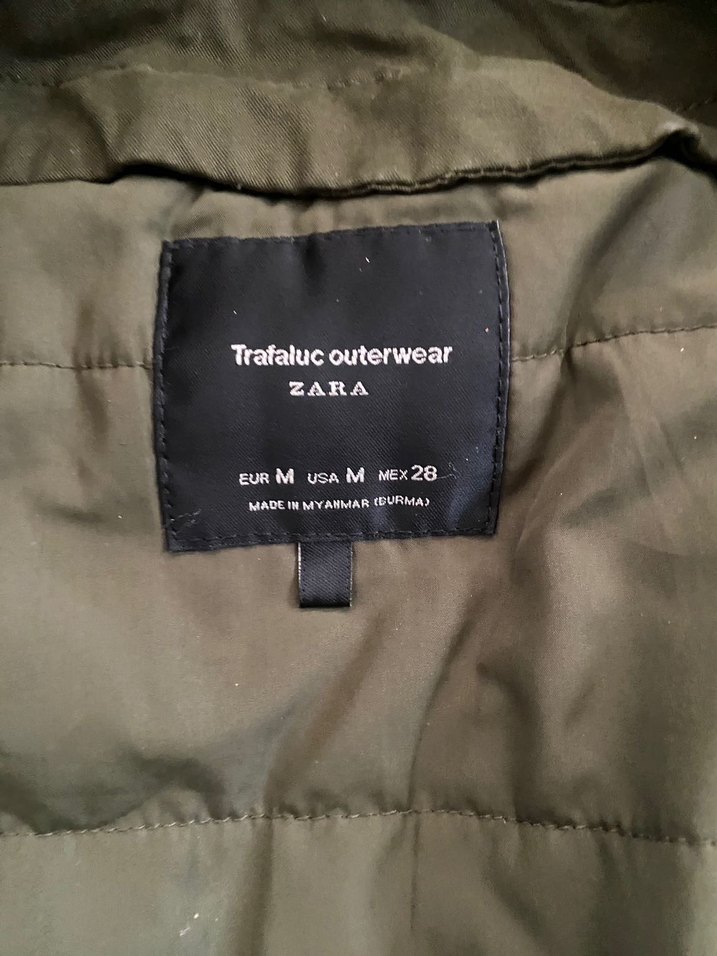 Trafaluc outerwear
ZARA
EUR M USA M MEX 28
MADE IN MYANMAR (BURMA)